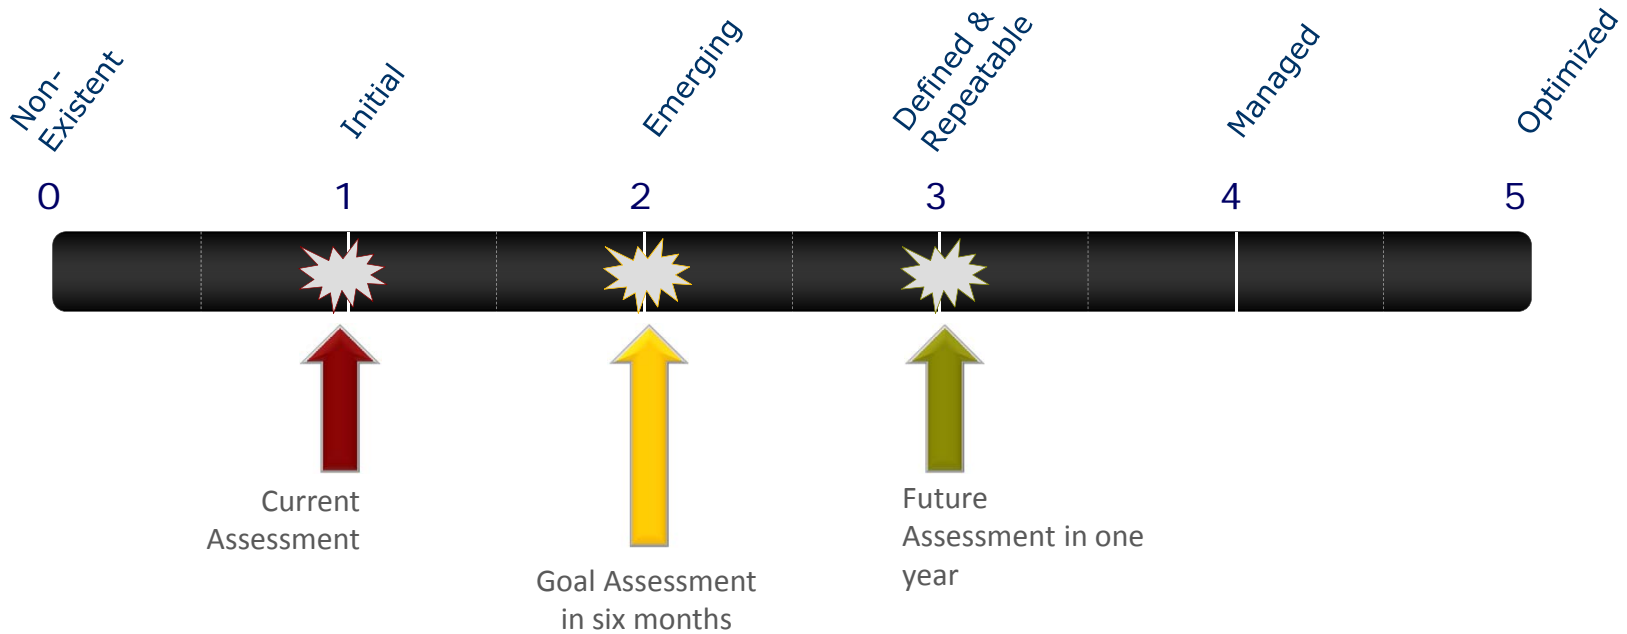 Non-
Existent
Initial
Emerging
Defined &
Repeatable
Managed
Optimized
0
1
2
3
4
5
Current
Assessment
Goal Assessment
in six months
Future
Assessment in one
year